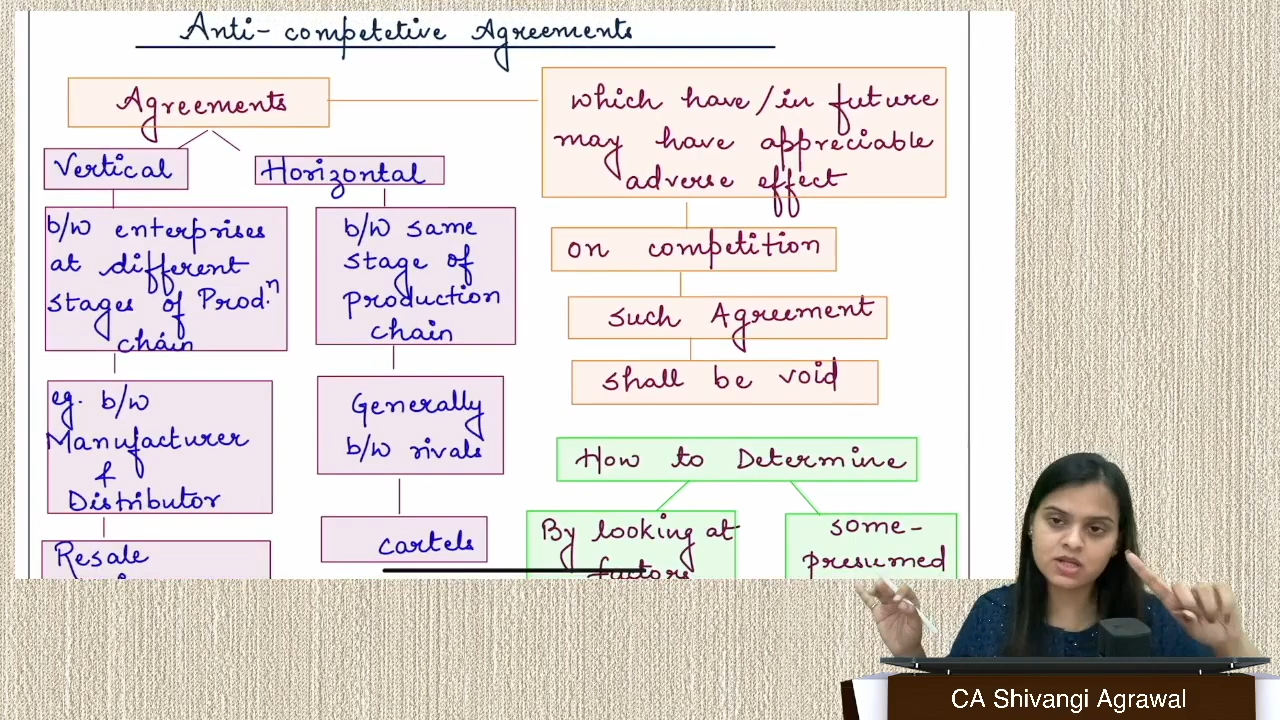 Anti-competetive Agreements
Agreements
Vertical
b/w enterprises
at different
stages of Prod.n
chain
eg. b/w
Manufacturer
&
Distributor
Resale
Horizontal
b/w same
stage of
production
chain
Generally
b/w rivals
cartels
which have/in future
may have appreciable
adverse effect
on competition
such Agreement
shall be void
How to Determine
By looking at
factors
some-
presumed
CA Shivangi Agrawal